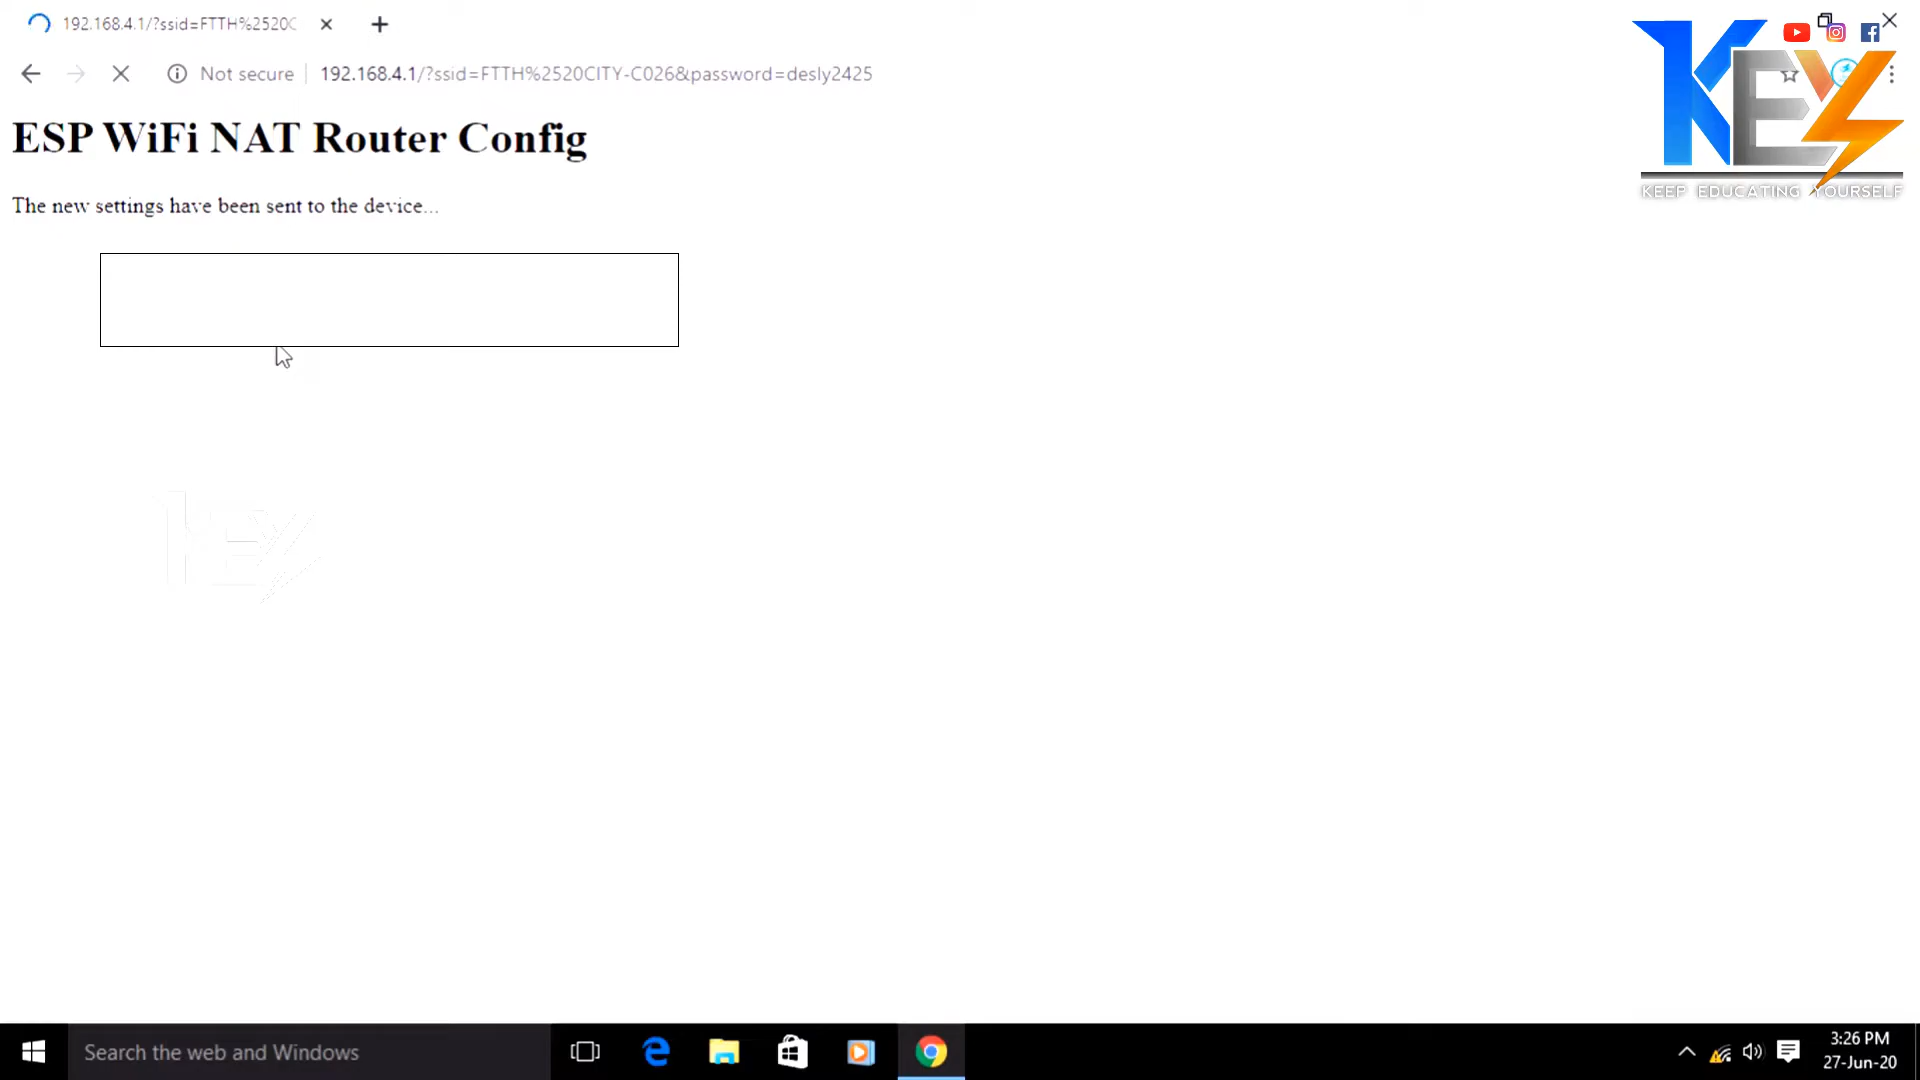 192.168.4.1/?ssid=FTTH%2520C
Not secure
192.168.4.1/?ssid=FTTH%2520CITY-C026&password=desly2425
KEY
KEEP EDUCATING YOURSELF
ESP WiFi NAT Router Config
The new settings have been sent to the device...
KEY
Search the web and Windows
3:26 PM
27-Jun-20